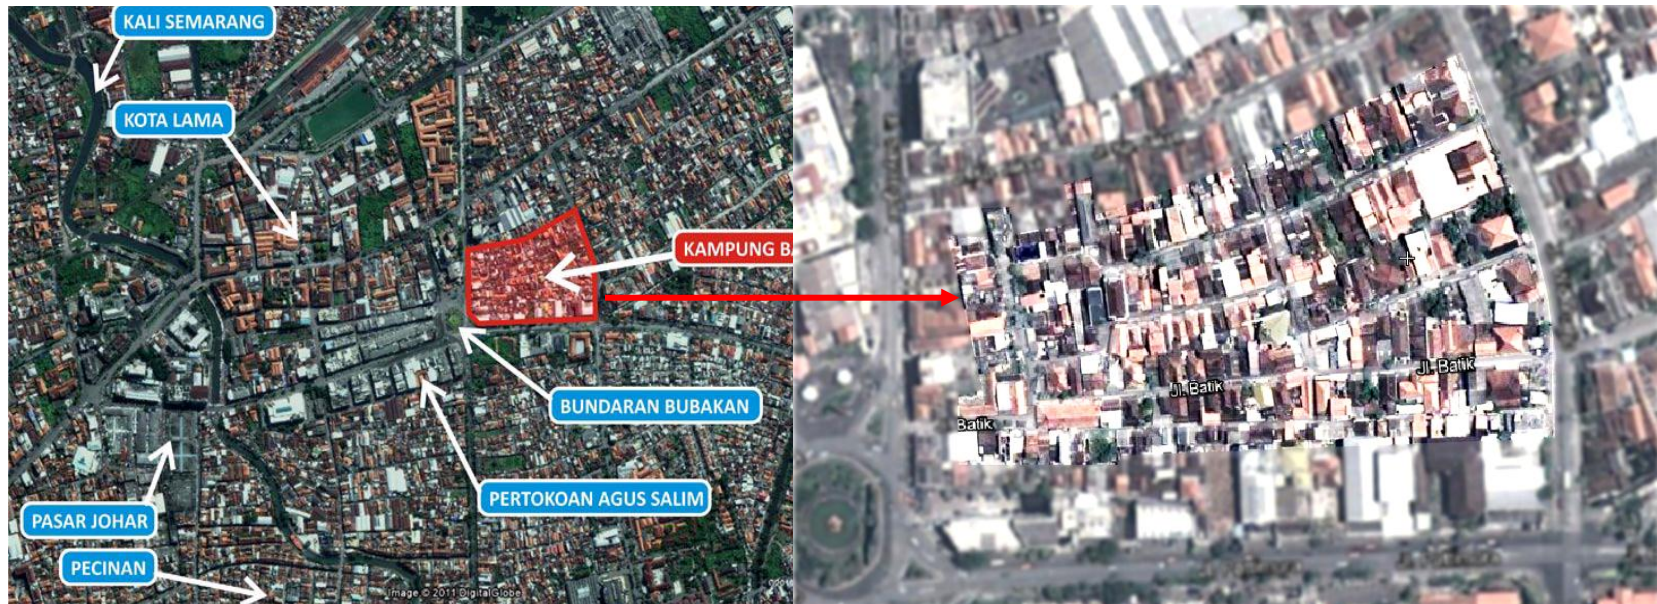 KALI SEMARANG
KOTA LAMA
KAMPUNG BA
BUNDARAN BUBAKAN
PERTOKOAN AGUS SALIM
PASAR JOHAR
PECINAN
Image © 2011 DigitalGlobe
Jl. Batik
Jl. Batik
Batik